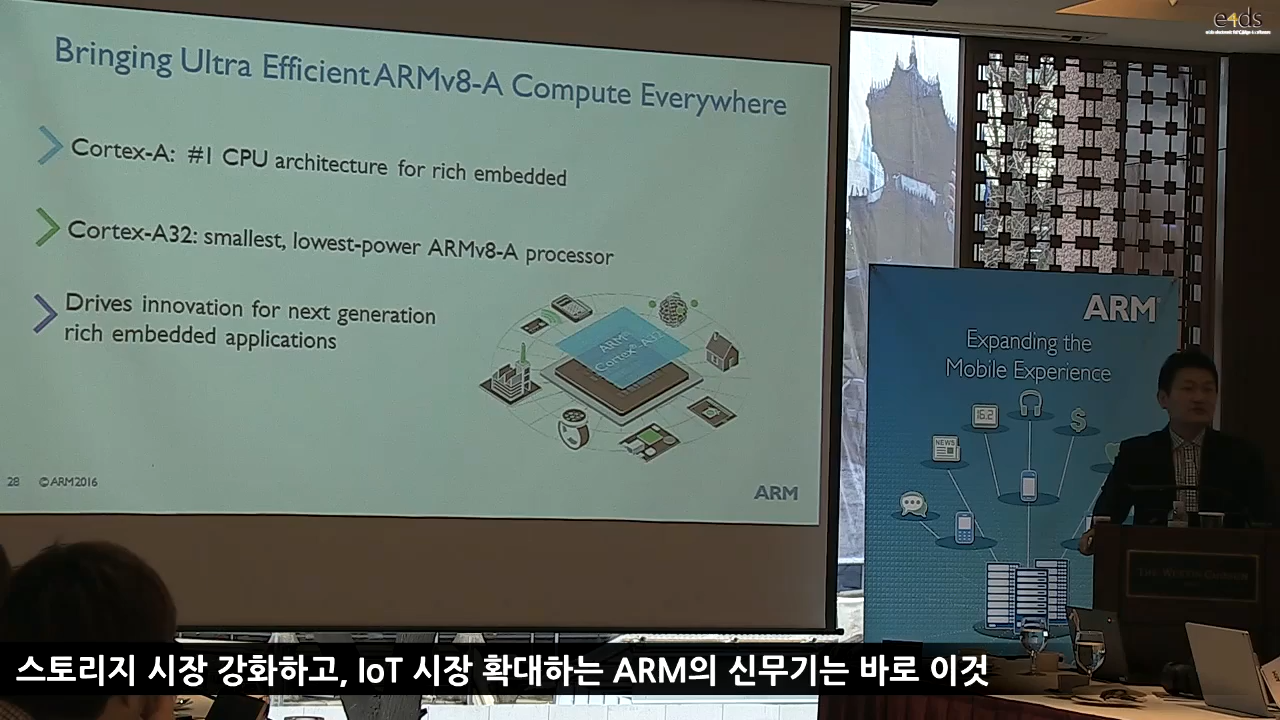 e4ds
Bringing Ultra Efficient ARMv8-A Compute Everywhere
Cortex-A: #1 CPU architecture for rich embedded
Cortex-A32: smallest, lowest-power ARMv8-A processor
Drives innovation for next generation
rich embedded applications
ARM
Cortex®-A32
28 ©ARM2016
ARM
ARM
Expanding the
Mobile Experience
16:2
$
NEWS
스토리지 시장 강화하고, IoT 시장 확대하는 ARM의 신무기는 바로 이것